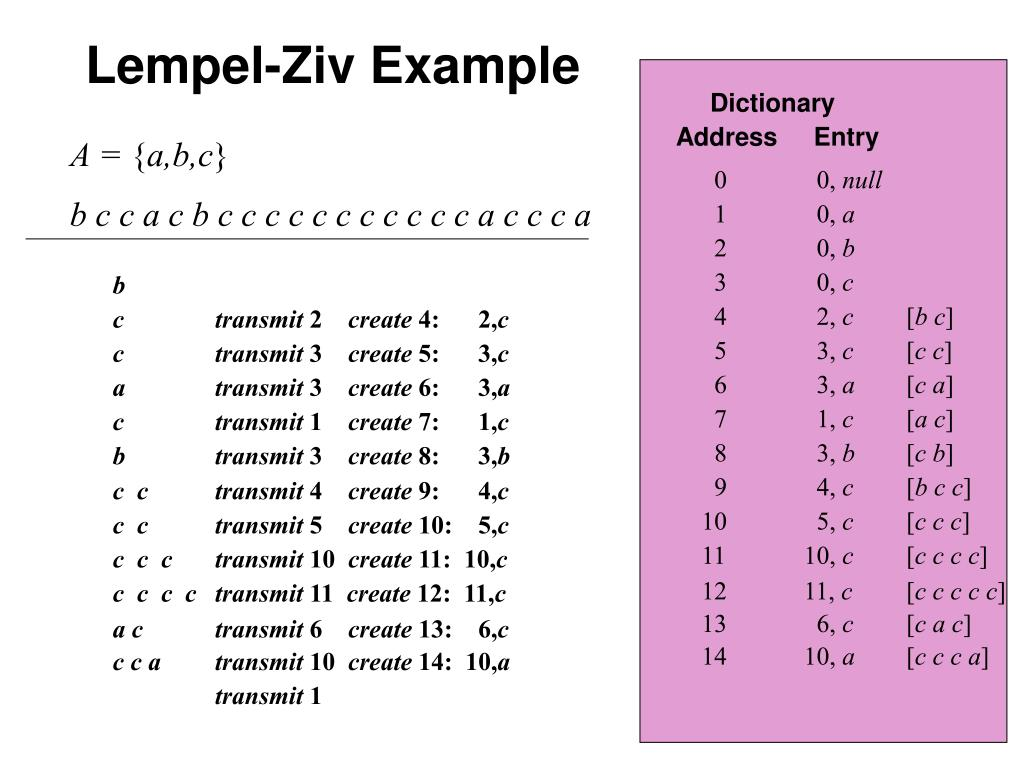 Lempel-Ziv Example
A = {a,b,c}
b c c a c b c c c c c c c c c c c a c c c a
b
c transmit 2 create 4: 2,c
c transmit 3 create 5: 3,c
a transmit 3 create 6: 3,a
c transmit 1 create 7: 1,c
b transmit 3 create 8: 3,b
c c transmit 4 create 9: 4,c
c c transmit 5 create 10: 5,c
c c c transmit 10 create 11: 10,c
c c c c transmit 11 create 12: 11,c
a c transmit 6 create 13: 6,c
c c a transmit 10 create 14: 10,a
transmit 1
Dictionary
Address Entry
0 0, null
1 0, a
2 0, b
3 0, c
4 2, c [b c]
5 3, c [c c]
6 3, a [c a]
7 1, c [a c]
8 3, b [c b]
9 4, c [b c c]
10 5, c [c c c]
11 10, c [c c c c]
12 11, c [c c c c c]
13 6, c [c a c]
14 10, a [c c c a]